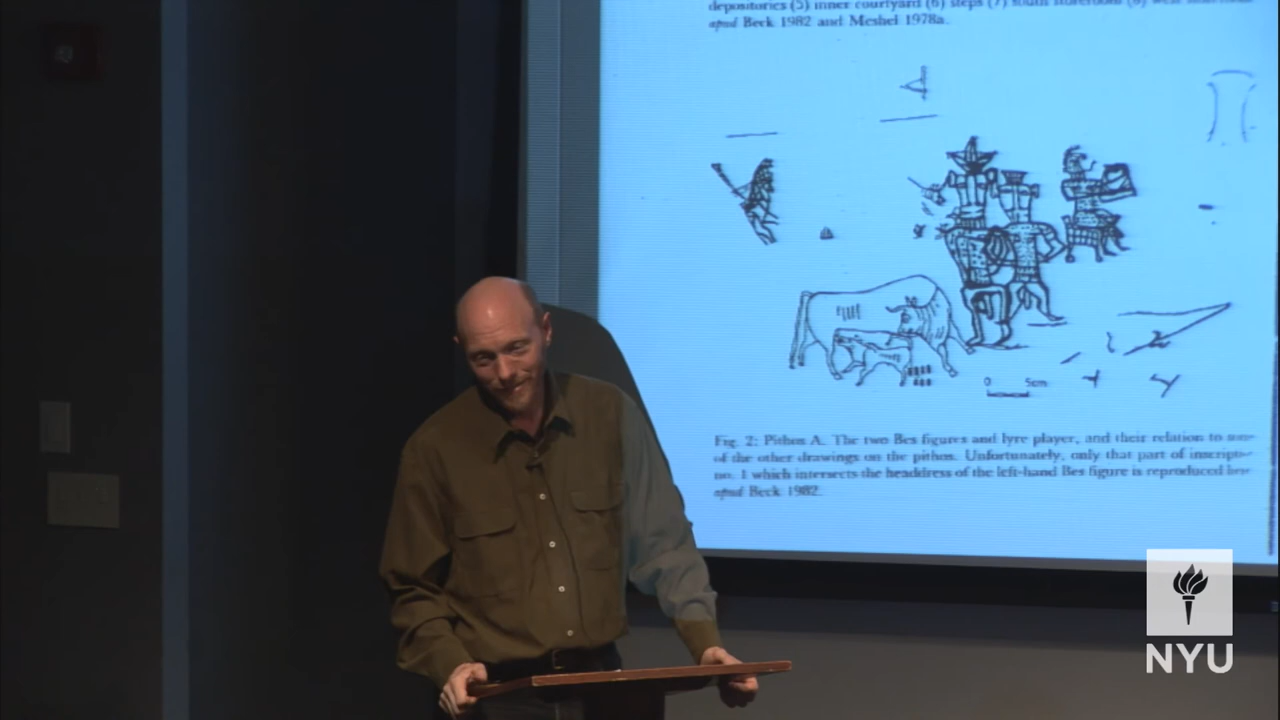 depositories (5) inner courtyard (6) steps (7) south storeroom (8) west
apud Beck 1982 and Meshel 1978a.
0 5cm
Fig. 2: Pithos A. The two Bes figures and lyre player, and their relation to some
of the other drawings on the pithos. Unfortunately, only that part of inscription
no. 1 which intersects the headdress of the left-hand Bes figure is reproduced here
apud Beck 1982.
NYU